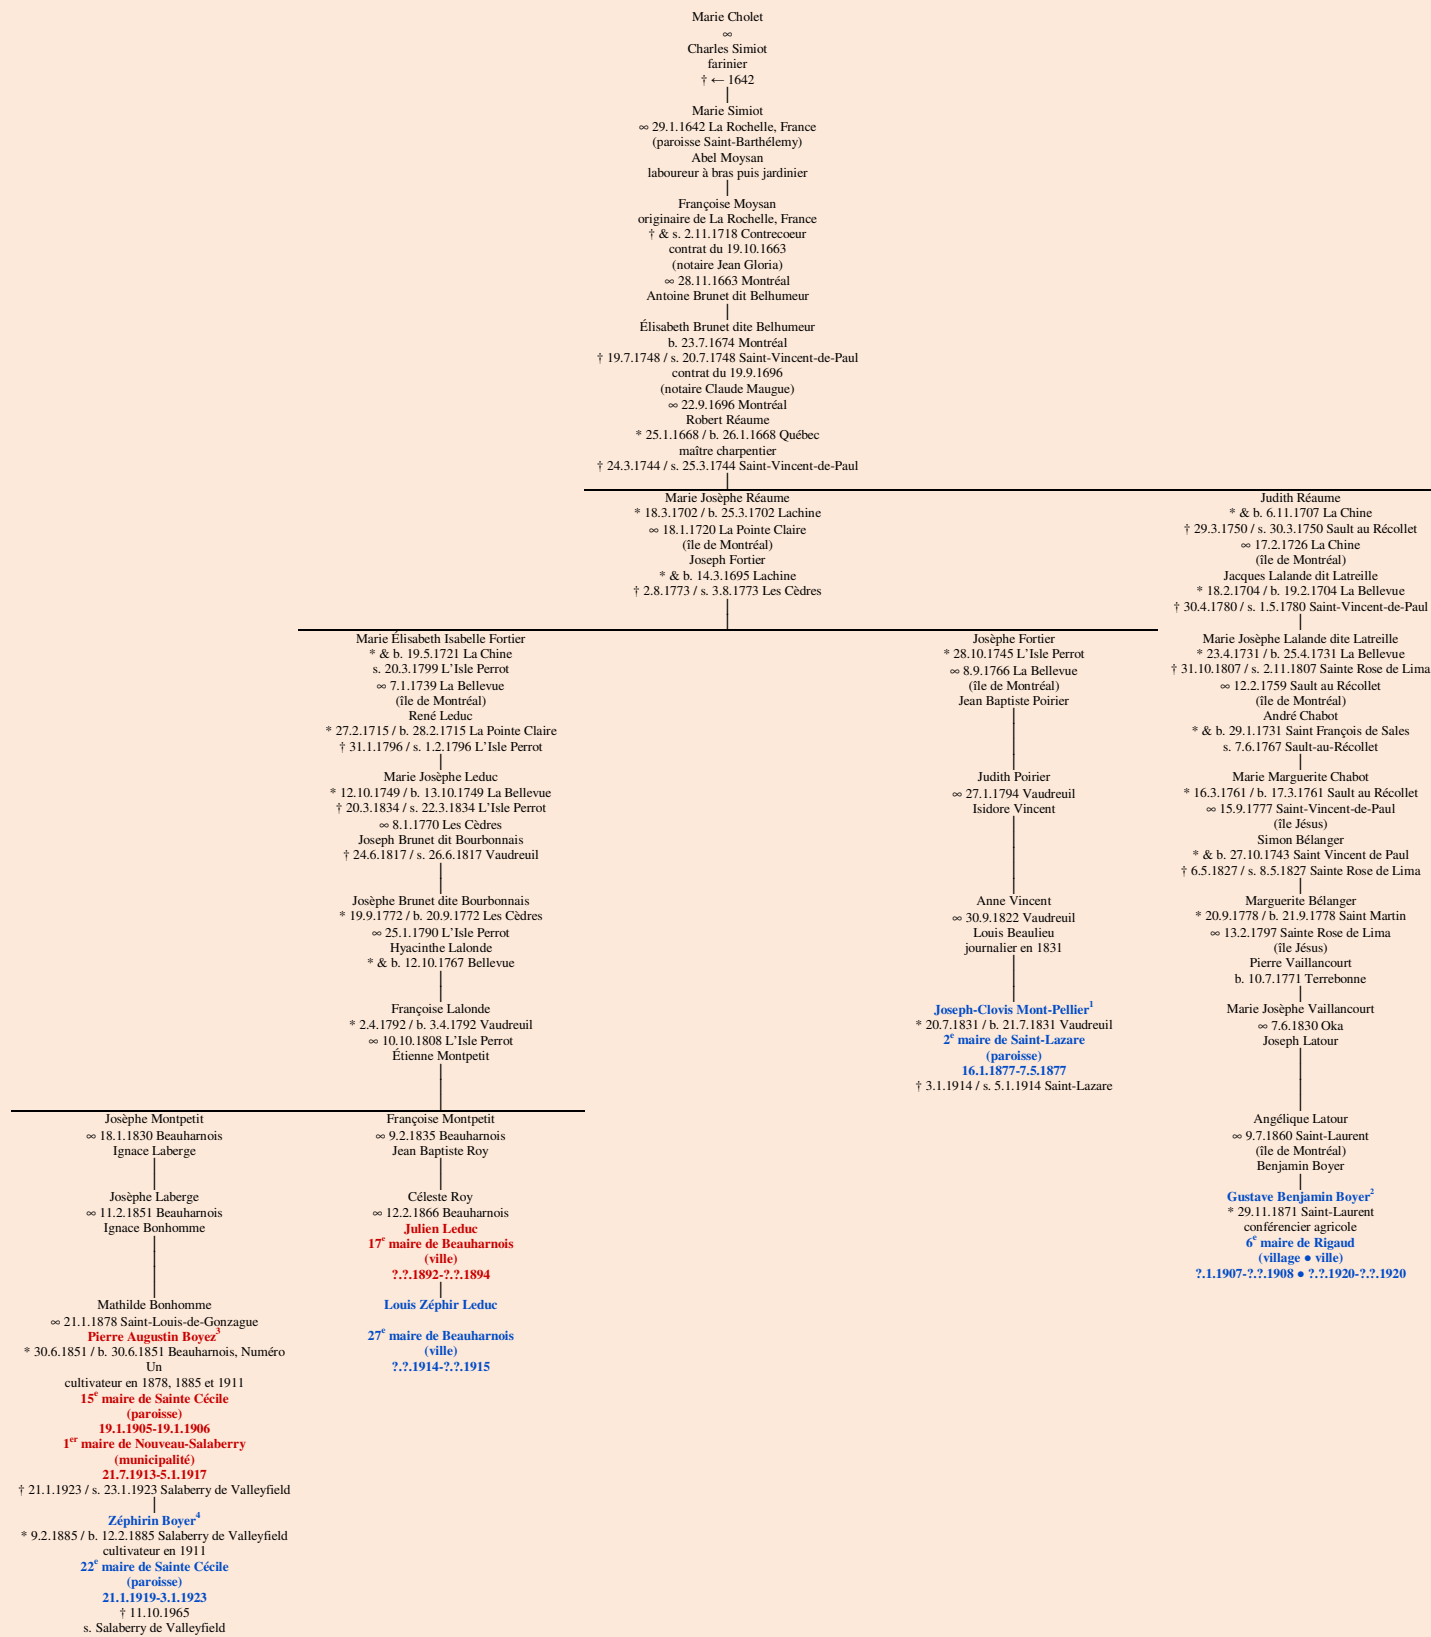 Marie Cholet
∞
Charles Simiot
farinier
† ← 1642
Marie Simiot
∞ 29.1.1642 La Rochelle, France
(paroisse Saint-Barthélemy)
Abel Moysan
laboureur à bras puis jardinier
Françoise Moysan
originaire de La Rochelle, France
† & s. 2.11.1718 Contrecoeur
contrat du 19.10.1663
(notaire Jean Gloria)
∞ 28.11.1663 Montréal
Antoine Brunet dit Belhumeur
Élisabeth Brunet dite Belhumeur
b. 23.7.1674 Montréal
† 19.7.1748 / s. 20.7.1748 Saint-Vincent-de-Paul
contrat du 19.9.1696
(notaire Claude Maugue)
∞ 22.9.1696 Montréal
Robert Réaume
* 25.1.1668 / b. 26.1.1668 Québec
maître charpentier
† 24.3.1744 / s. 25.3.1744 Saint-Vincent-de-Paul
Marie Josèphe Réaume
* 18.3.1702 / b. 25.3.1702 Lachine
∞ 18.1.1720 La Pointe Claire
(île de Montréal)
Joseph Fortier
* & b. 14.3.1695 Lachine
† 2.8.1773 / s. 3.8.1773 Les Cèdres
Judith Réaume
* & b. 6.11.1707 La Chine
† 29.3.1750 / s. 30.3.1750 Sault au Récollet
∞ 17.2.1726 La Chine
(île de Montréal)
Jacques Lalande dit Latreille
* 18.2.1704 / b. 19.2.1704 La Bellevue
† 30.4.1780 / s. 1.5.1780 Saint-Vincent-de-Paul
Marie Élisabeth Isabelle Fortier
* & b. 19.5.1721 La Chine
s. 20.3.1799 L'Isle Perrot
∞ 7.1.1739 La Bellevue
(île de Montréal)
René Leduc
* 27.2.1715 / b. 28.2.1715 La Pointe Claire
† 31.1.1796 / s. 1.2.1796 L'Isle Perrot
Josèphe Fortier
* 28.10.1745 L'Isle Perrot
∞ 8.9.1766 La Bellevue
(île de Montréal)
Jean Baptiste Poirier
Marie Josèphe Lalande dite Latreille
* 23.4.1731 / b. 25.4.1731 La Bellevue
† 31.10.1807 / s. 2.11.1807 Sainte Rose de Lima
∞ 12.2.1759 Sault au Récollet
(île de Montréal)
André Chabot
* & b. 29.1.1731 Saint François de Sales
s. 7.6.1767 Sault-au-Récollet
Marie Josèphe Leduc
* 12.10.1749 / b. 13.10.1749 La Bellevue
† 20.3.1834 / s. 22.3.1834 L'Isle Perrot
∞ 8.1.1770 Les Cèdres
Joseph Brunet dit Bourbonnais
† 24.6.1817 / s. 26.6.1817 Vaudreuil
Judith Poirier
∞ 27.1.1794 Vaudreuil
Isidore Vincent
Marie Marguerite Chabot
* 16.3.1761 / b. 17.3.1761 Sault au Récollet
∞ 15.9.1777 Saint-Vincent-de-Paul
(île Jésus)
Simon Bélanger
* & b. 27.10.1743 Saint Vincent de Paul
† 6.5.1827 / s. 8.5.1827 Sainte Rose de Lima
Josèphe Brunet dite Bourbonnais
* 19.9.1772 / b. 20.9.1772 Les Cèdres
∞ 25.1.1790 L'Isle Perrot
Hyacinthe Lalonde
* & b. 12.10.1767 Bellevue
Anne Vincent
∞ 30.9.1822 Vaudreuil
Louis Beaulieu
journalier en 1831
Marguerite Bélanger
* 20.9.1778 / b. 21.9.1778 Saint Martin
∞ 13.2.1797 Sainte Rose de Lima
(île Jésus)
Pierre Vaillancourt
b. 10.7.1771 Terrebonne
Françoise Lalonde
* 2.4.1792 / b. 3.4.1792 Vaudreuil
∞ 10.10.1808 L'Isle Perrot
Étienne Montpetit
Joseph-Clovis Mont-Pellier¹
* 20.7.1831 / b. 21.7.1831 Vaudreuil
2e maire de Saint-Lazare
(paroisse)
16.1.1877-7.5.1877
† 3.1.1914 / s. 5.1.1914 Saint-Lazare
Marie Josèphe Vaillancourt
∞ 7.6.1830 Oka
Joseph Latour
Josèphe Montpetit
∞ 18.1.1830 Beauharnois
Ignace Laberge
Françoise Montpetit
∞ 9.2.1835 Beauharnois
Jean Baptiste Roy
Angélique Latour
∞ 9.7.1860 Saint-Laurent
(île de Montréal)
Benjamin Boyer
Josèphe Laberge
∞ 11.2.1851 Beauharnois
Ignace Bonhomme
Céleste Roy
∞ 12.2.1866 Beauharnois
Julien Leduc
17e maire de Beauharnois
(ville)
?.?.1892-?.?.1894
Gustave Benjamin Boyer²
* 29.11.1871 Saint-Laurent
conférencier agricole
6e maire de Rigaud
(village ● ville)
?.1.1907-?.?.1908 ● ?.?.1920-?.?.1920
Mathilde Bonhomme
∞ 21.1.1878 Saint-Louis-de-Gonzague
Pierre Augustin Boyez³
* 30.6.1851 / b. 30.6.1851 Beauharnois, Numéro
Un
cultivateur en 1878, 1885 et 1911
15e maire de Sainte Cécile
(paroisse)
19.1.1905-19.1.1906
1er maire de Nouveau-Salaberry
(municipalité)
21.7.1913-5.1.1917
† 21.1.1923 / s. 23.1.1923 Salaberry de Valleyfield
Louis Zéphir Leduc
27e maire de Beauharnois
(ville)
?.?.1914-?.?.1915
Zéphirin Boyer⁴
* 9.2.1885 / b. 12.2.1885 Salaberry de Valleyfield
cultivateur en 1911
22e maire de Sainte Cécile
(paroisse)
21.1.1919-3.1.1923
† 11.10.1965
s. Salaberry de Valleyfield